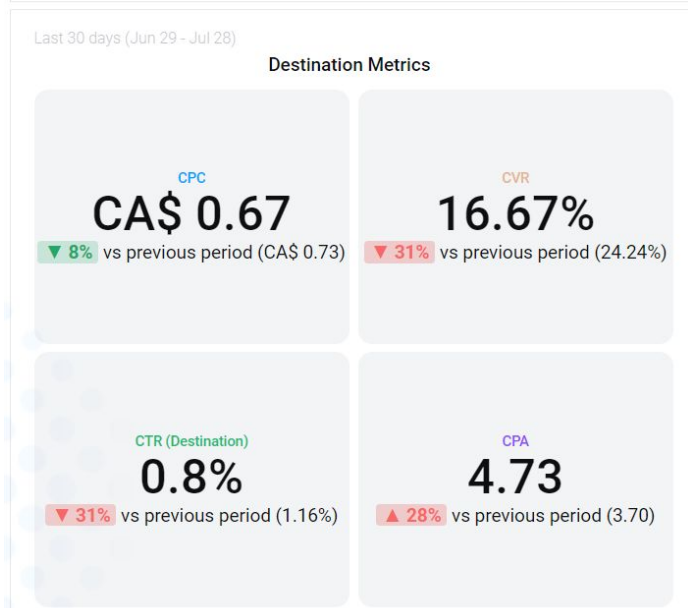 Last 30 days (Jun 29 - Jul 28)
Destination Metrics
CPC
CA$ 0.67
▼ 8% vs previous period (CA$ 0.73)
CVR
16.67%
▼ 31% vs previous period (24.24%)
CTR (Destination)
0.8%
▼ 31% vs previous period (1.16%)
CPA
4.73
▲ 28% vs previous period (3.70)